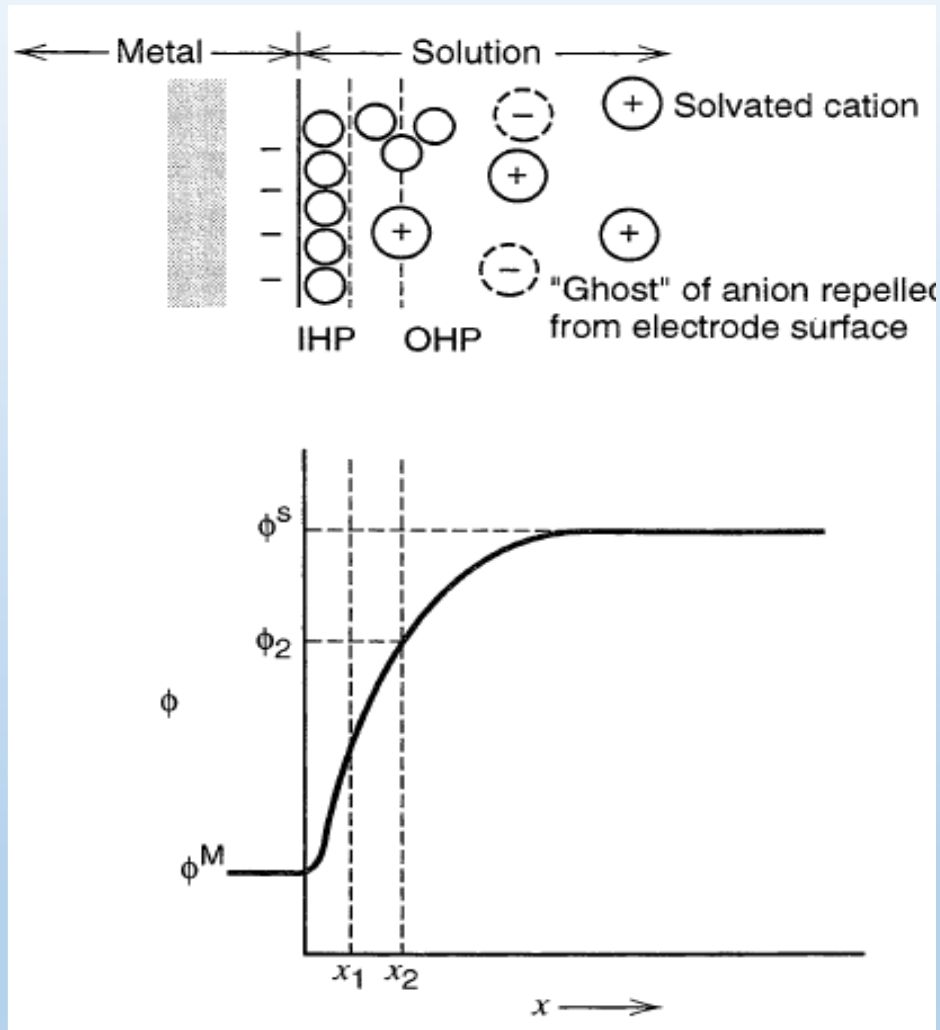 Metal Solution
− + Solvated cation
− +
−
− + +
− − "Ghost" of anion repelled
from electrode surface
IHP OHP
ϕˢ
ϕ₂
ϕ
ϕᴹ
x₁ x₂
x